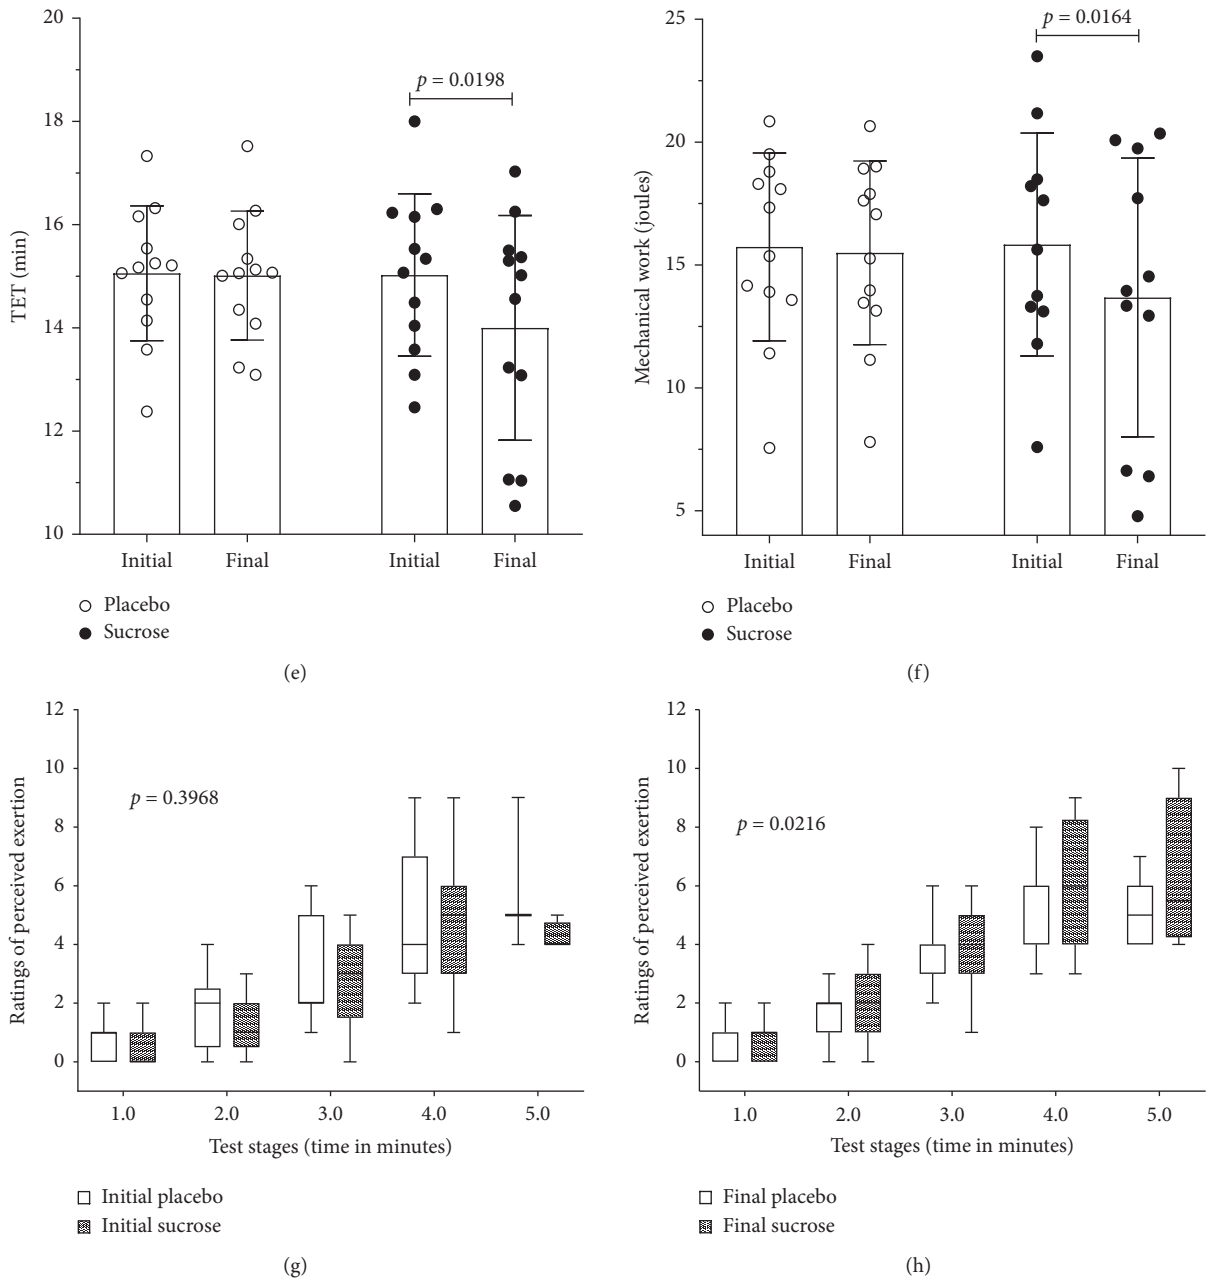 20
18
16
14
12
10
TET (min)
p = 0.0198
Initial
Final
Initial
Final
Placebo
Sucrose
(e)
25
20
15
10
5
Mechanical work (joules)
p = 0.0164
Initial
Final
Initial
Final
Placebo
Sucrose
(f)
12
10
8
6
4
2
0
Ratings of perceived exertion
p = 0.3968
1.0
2.0
3.0
4.0
5.0
Test stages (time in minutes)
Initial placebo
Initial sucrose
(g)
12
10
8
6
4
2
0
Ratings of perceived exertion
p = 0.0216
1.0
2.0
3.0
4.0
5.0
Test stages (time in minutes)
Final placebo
Final sucrose
(h)